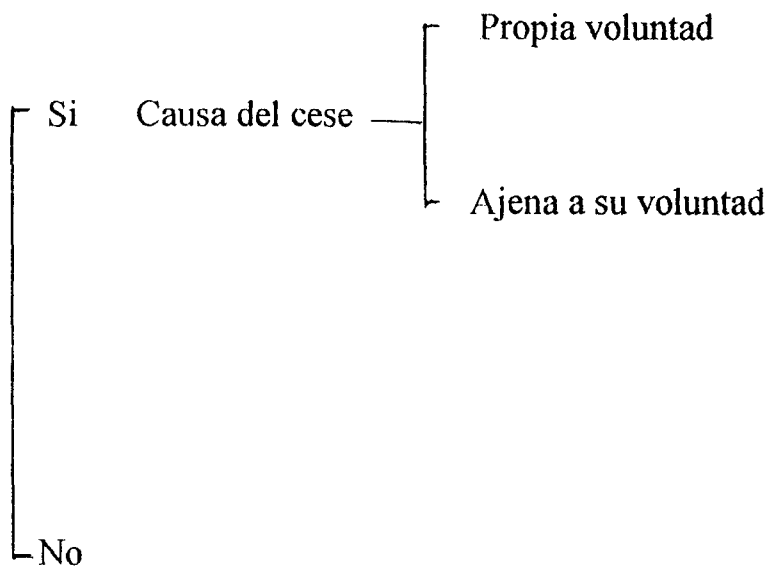 Propia voluntad
Si Causa del cese
Ajena a su voluntad
No